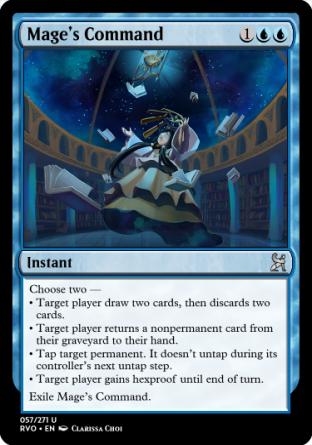 Mage's Command
1
Instant
Choose two —
• Target player draw two cards, then discards two
cards.
• Target player returns a nonpermanent card from
their graveyard to their hand.
• Tap target permanent. It doesn't untap during its
controller's next untap step.
• Target player gains hexproof until end of turn.
Exile Mage's Command.
057/271 U
RVO • EN Clarissa Choi